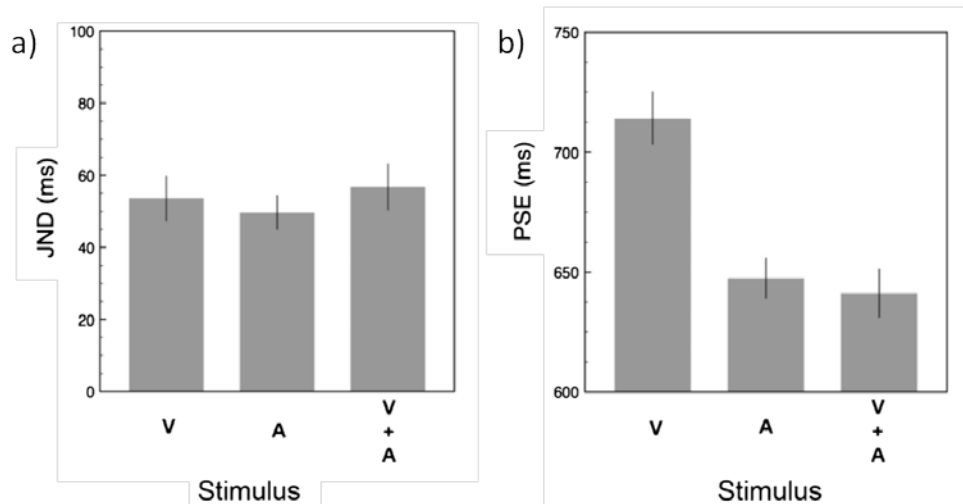 a)
100
80
60
40
20
0
JND (ms)
V
A
V
+
A
Stimulus
b)
750
700
650
600
PSE (ms)
V
A
V
+
A
Stimulus